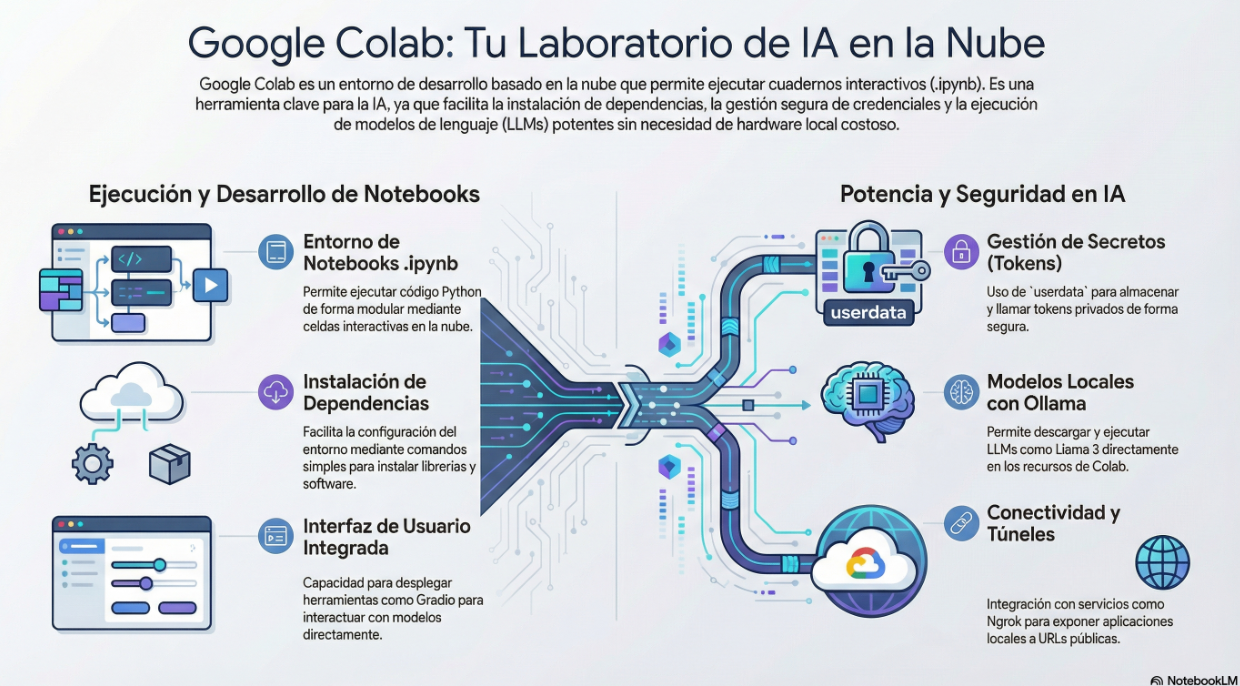 Google Colab: Tu Laboratorio de IA en la Nube
Google Colab es un entorno de desarrollo basado en la nube que permite ejecutar cuadernos interactivos (.ipynb). Es una
herramienta clave para la IA, ya que facilita la instalación de dependencias, la gestión segura de credenciales y la ejecución
de modelos de lenguaje (LLMs) potentes sin necesidad de hardware local costoso.
Ejecución y Desarrollo de Notebooks
</>
Entorno de
Notebooks .ipynb
Permite ejecutar código Python
de forma modular mediante
celdas interactivas en la nube.
Instalación de
Dependencias
Facilita la configuración del
entorno mediante comandos
simples para instalar librerías y
software.
Interfaz de Usuario
Integrada
Capacidad para desplegar
herramientas como Gradio para
interactuar con modelos
directamente.
Potencia y Seguridad en IA
userdata
Gestión de Secretos
(Tokens)
Uso de `userdata` para almacenar
y llamar tokens privados de forma
segura.
Modelos Locales
con Ollama
Permite descargar y ejecutar
LLMs como Llama 3 directamente
en los recursos de Colab.
Conectividad y
Túneles
Integración con servicios como
Ngrok para exponer aplicaciones
locales a URLs públicas.
NotebookLM